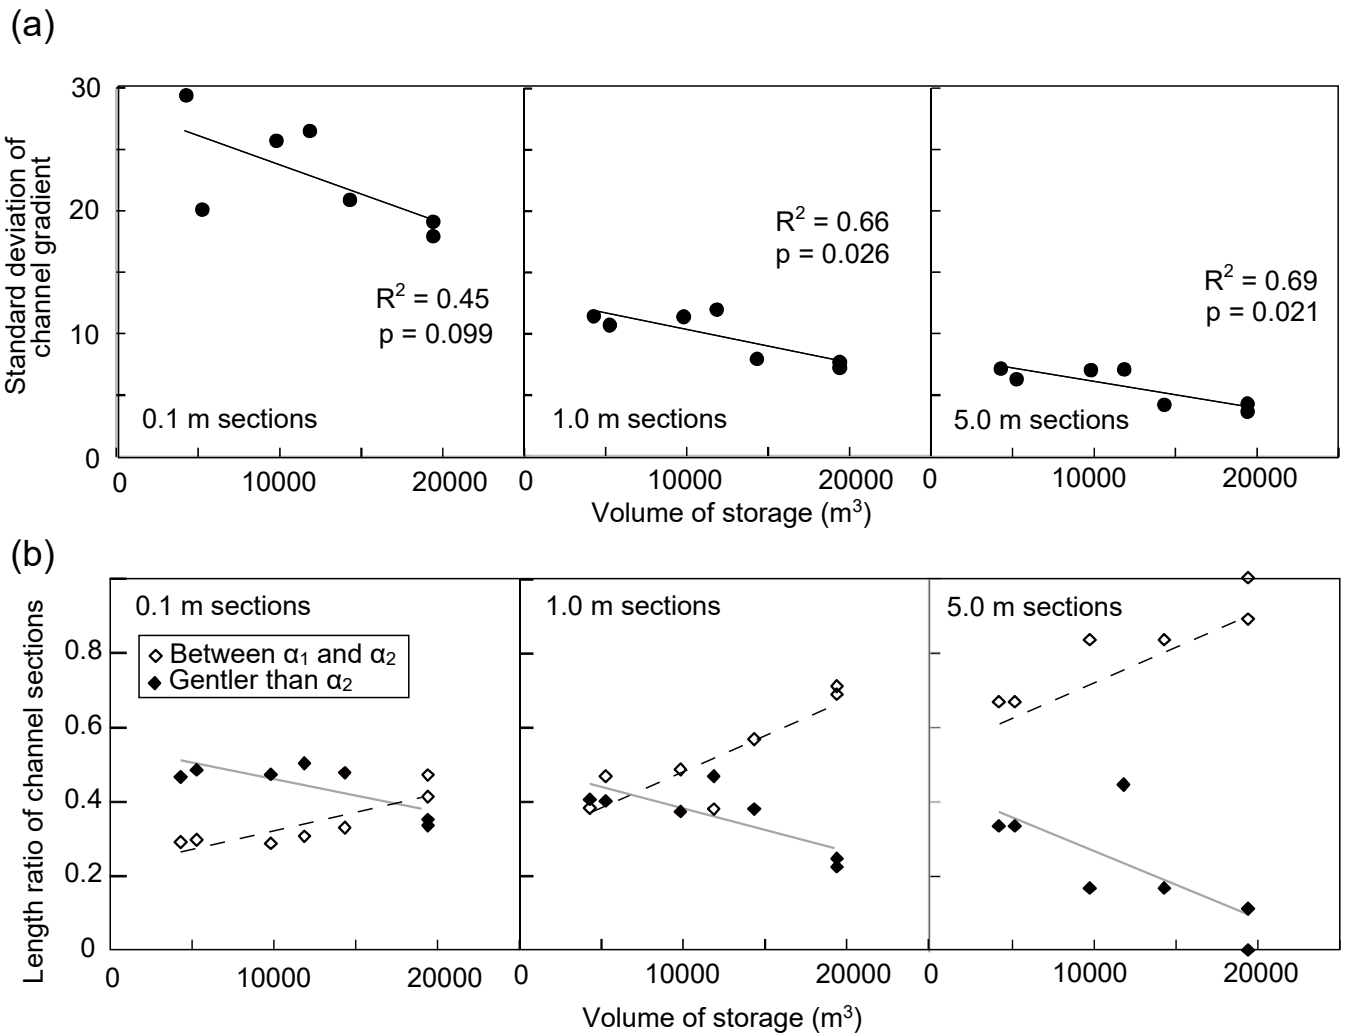 (a)
Standard deviation of
channel gradient
30
20
10
0
R² = 0.45
p = 0.099
0.1 m sections
R² = 0.66
p = 0.026
1.0 m sections
R² = 0.69
p = 0.021
5.0 m sections
0 10000 20000 0 10000 20000 0 10000 20000
Volume of storage (m³)
(b)
Length ratio of channel sections
0.8
0.6
0.4
0.2
0
0.1 m sections
Between α₁ and α₂
Gentler than α₂
1.0 m sections
5.0 m sections
0 10000 20000 0 10000 20000 0 10000 20000
Volume of storage (m³)